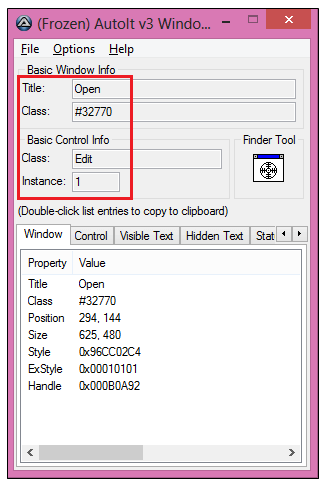 (Frozen) AutoIt v3 Windo...
File Options Help
Basic Window Info
Title: Open
Class: #32770
Basic Control Info
Class: Edit
Instance: 1
Finder Tool
(Double-click list entries to copy to clipboard)
Window Control Visible Text Hidden Text Stat
Property Value
Title Open
Class #32770
Position 294, 144
Size 625, 480
Style 0x96CC02C4
ExStyle 0x00010101
Handle 0x000B0A92